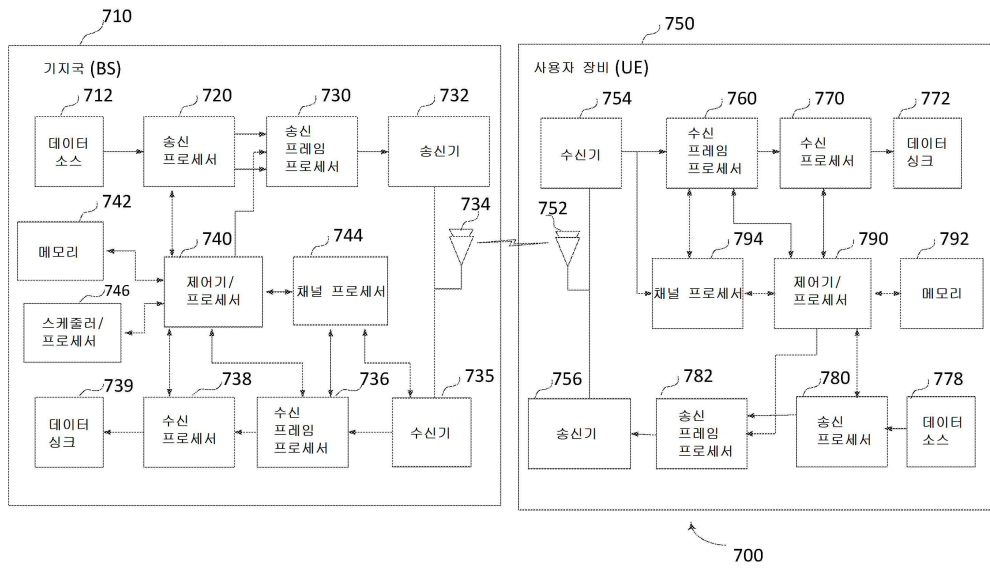 710
기지국 (BS)
712
데이터
소스
720
송신
프로세서
730
송신
프레임
프로세서
732
송신기
742
메모리
740
제어기/
프로세서
744
채널 프로세서
734
746
스케줄러/
프로세서
739
데이터
싱크
738
수신
프로세서
736
수신
프레임
프로세서
735
수신기
750
사용자 장비 (UE)
754
수신기
760
수신
프레임
프로세서
770
수신
프로세서
772
데이터
싱크
752
794
채널 프로세서
790
제어기/
프로세서
792
메모리
756
송신기
782
송신
프레임
프로세서
780
송신
프로세서
778
데이터
소스
700